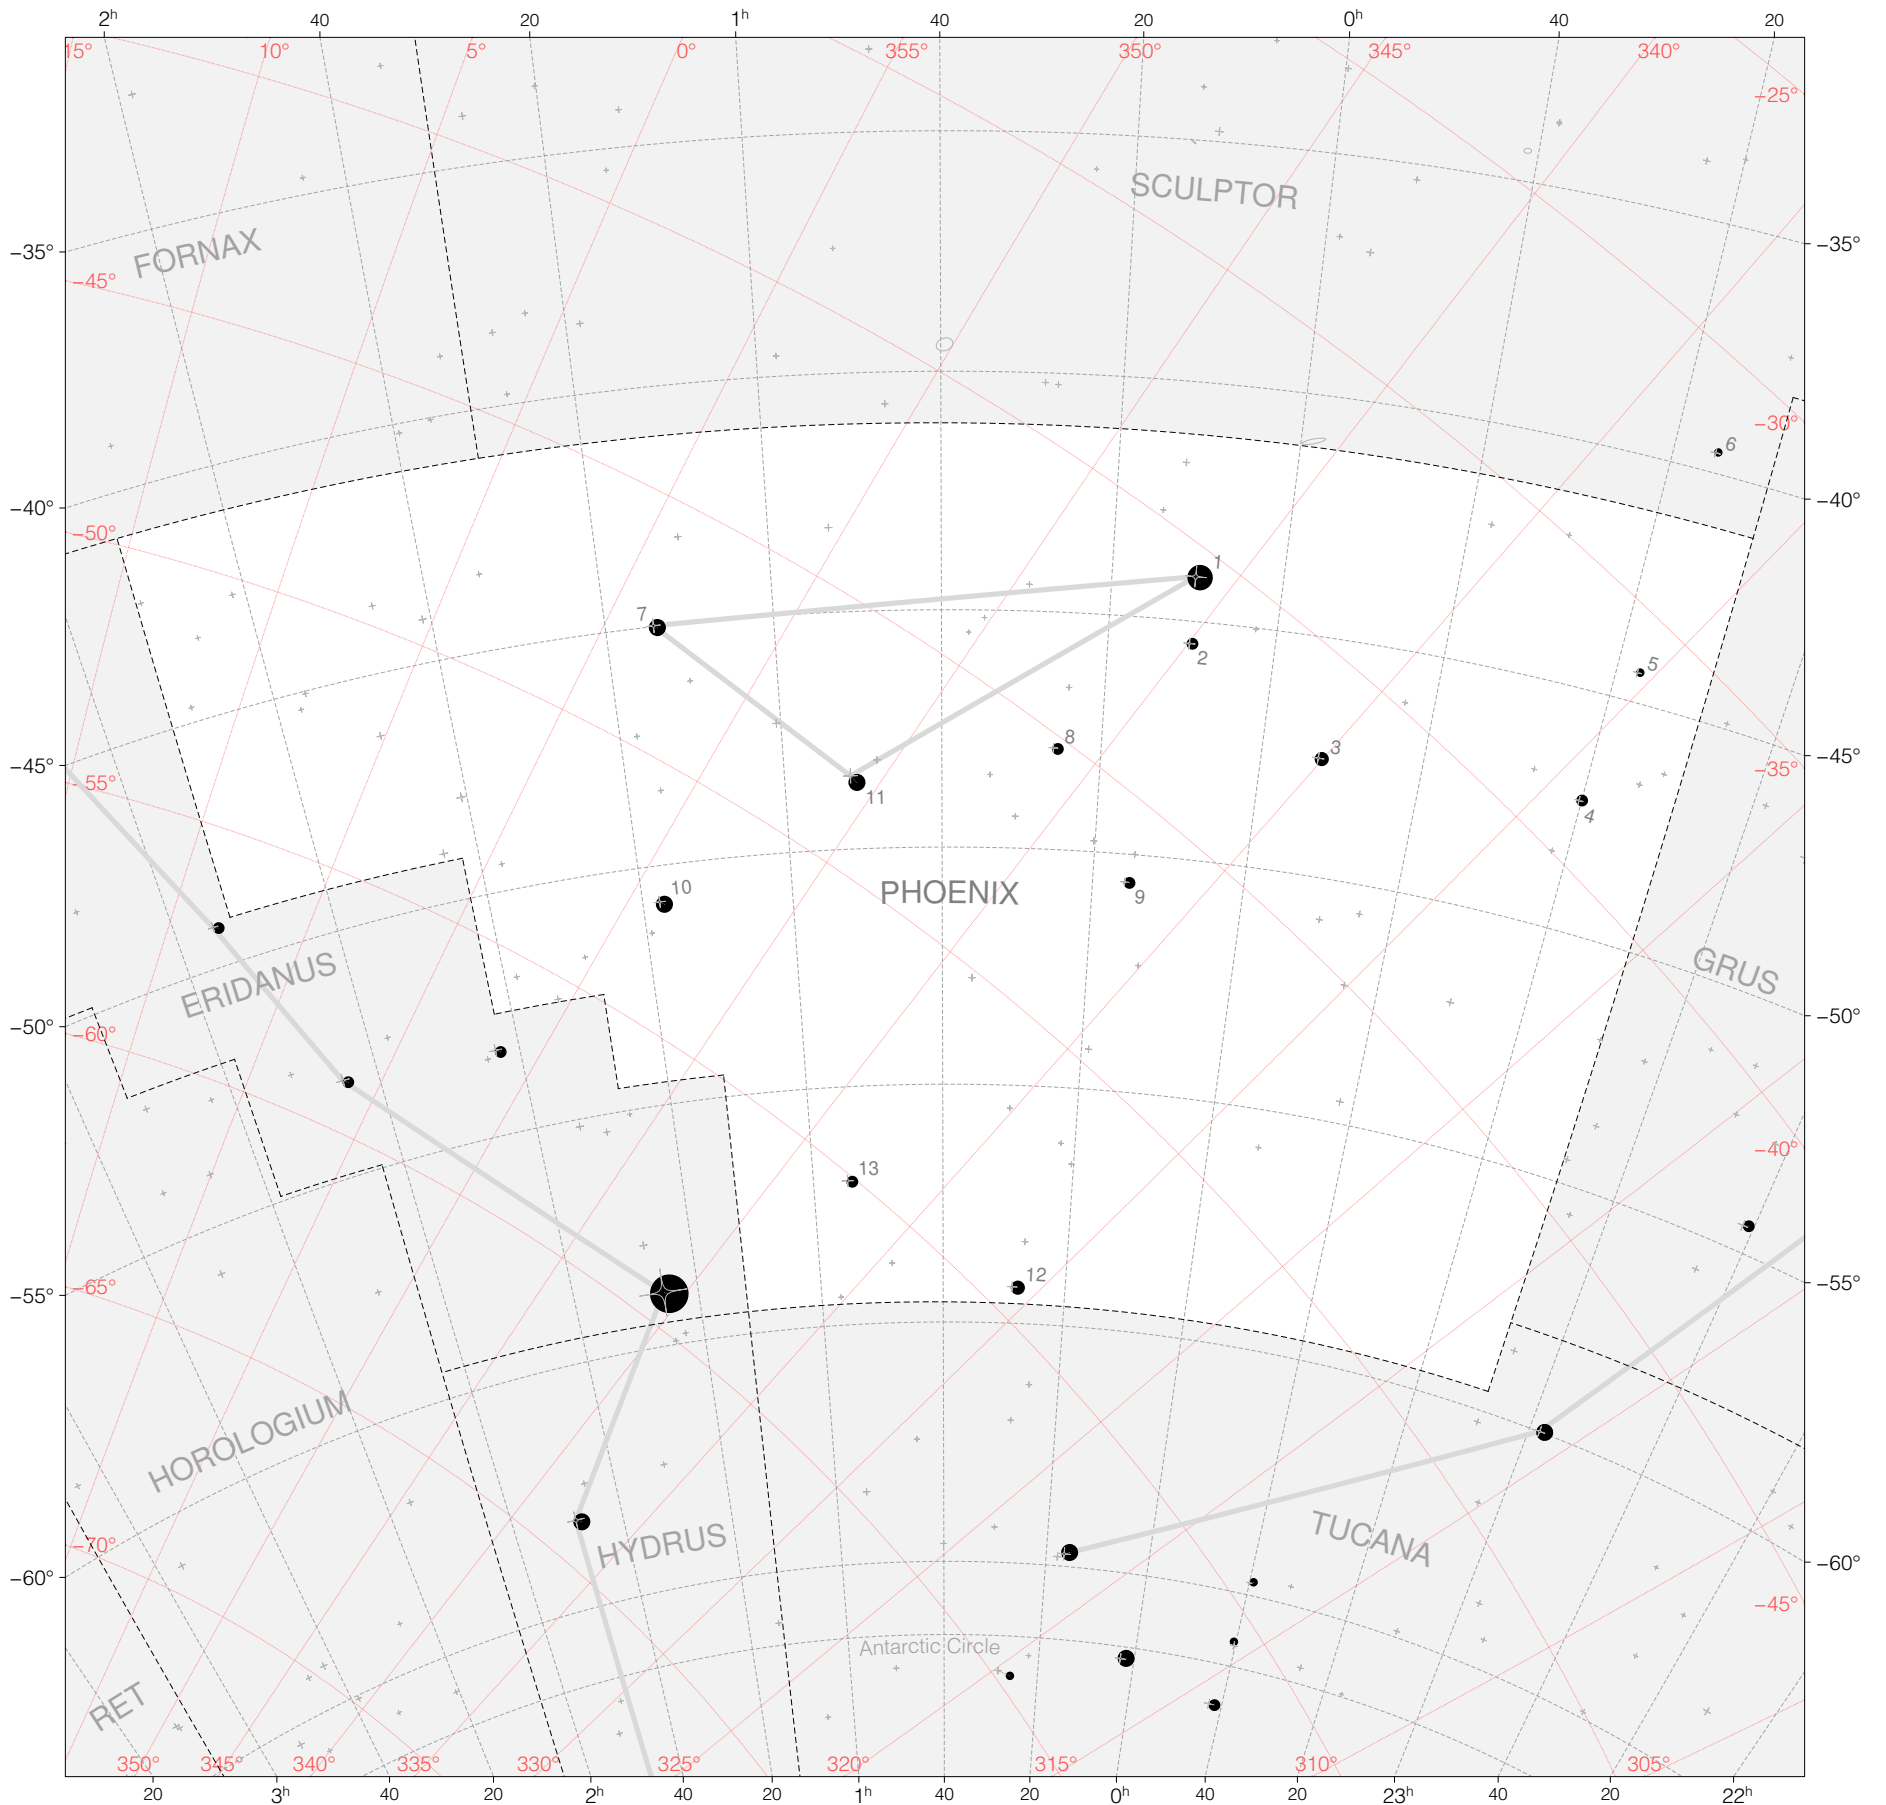 2h 40 20 1h 40 20 0h 40 20
15° 10° 5° 0° 355° 350° 345° 340°
−25°
SCULPTOR
FORNAX
−35° −35°
−45°
−30°
6
−40° −40°
−50°
1
7
2
5
8
3
−45° −45°
−55° −35°
11
4
10
PHOENIX
9
GRUS
ERIDANUS
−50° −50°
−60°
−40°
13
12
−55° −55°
−65°
HOROLOGIUM
HYDRUS
TUCANA
−70°
−60° −60°
−45°
Antarctic Circle
RET
350° 345° 340° 335° 330° 325° 320° 315° 310° 305°
20 3h 40 20 2h 40 20 1h 40 20 0h 40 20 23h 40 20 22h